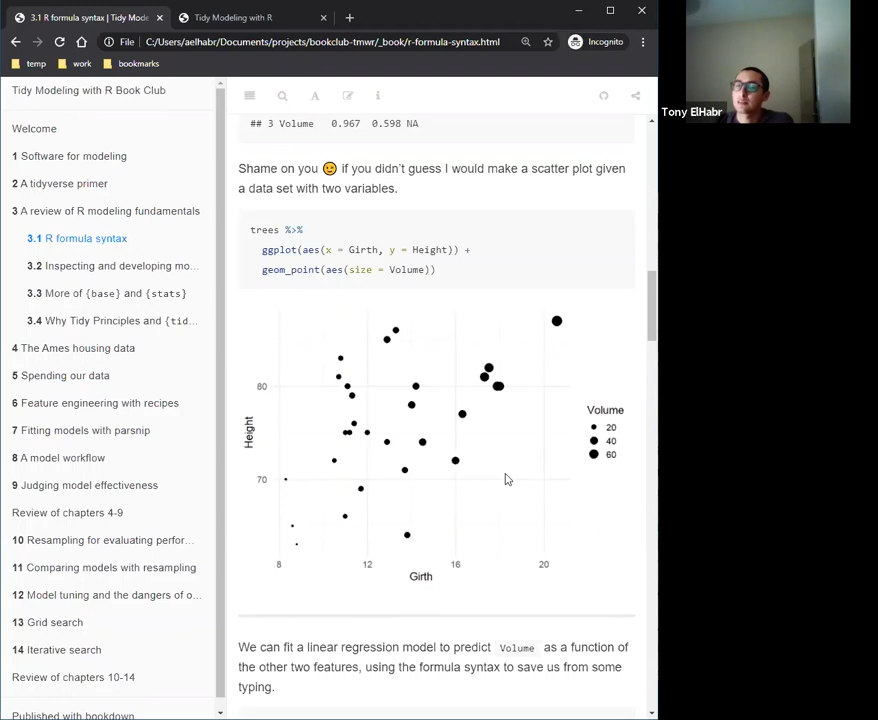 3.1 R formula syntax | Tidy Mode
Tidy Modeling with R
File C:/Users/aelhabr/Documents/projects/bookclub-tmwr/_book/r-formula-syntax.html
Incognito
temp work bookmarks
Tidy Modeling with R Book Club
Welcome
1 Software for modeling
2 A tidyverse primer
3 A review of R modeling fundamentals
3.1 R formula syntax
3.2 Inspecting and developing mo...
3.3 More of {base} and {stats}
3.4 Why Tidy Principles and {tid...
4 The Ames housing data
5 Spending our data
6 Feature engineering with recipes
7 Fitting models with parsnip
8 A model workflow
9 Judging model effectiveness
Review of chapters 4-9
10 Resampling for evaluating perfor...
11 Comparing models with resampling
12 Model tuning and the dangers of o...
13 Grid search
14 Iterative search
Review of chapters 10-14
Published with bookdown
## 3 Volume 0.967 0.598 NA
Shame on you 😉 if you didn't guess I would make a scatter plot given
a data set with two variables.
trees %>%
ggplot(aes(x = Girth, y = Height)) +
geom_point(aes(size = Volume))
Height
80
70
8 12 16 20
Girth
Volume
20
40
60
We can fit a linear regression model to predict Volume as a function of
the other two features, using the formula syntax to save us from some
typing.
Tony ElHabr